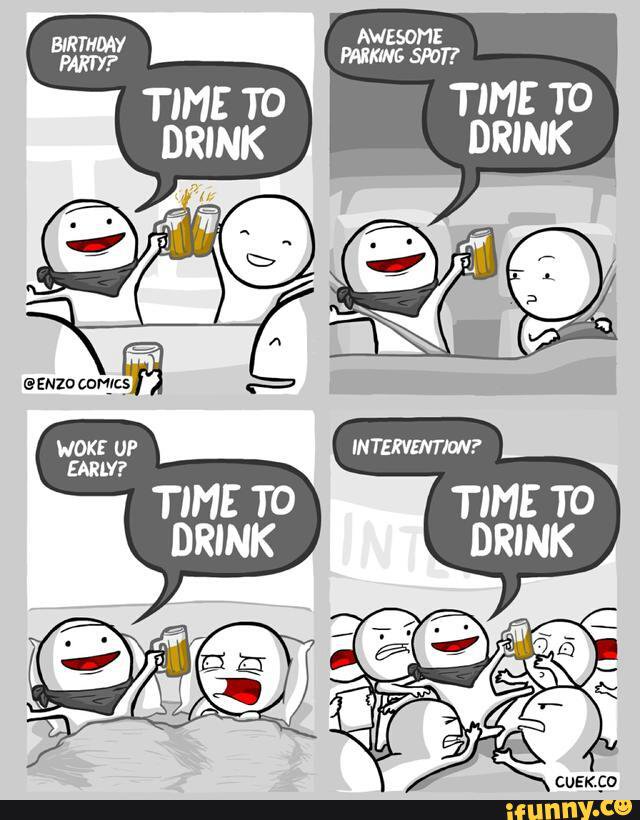 BIRTHDAY
PARTY?
TIME TO
DRINK
@ENZO COMICS
AWESOME
PARKING SPOT?
TIME TO
DRINK
WOKE UP
EARLY?
TIME TO
DRINK
INTERVENTION?
TIME TO
DRINK
INTE
CUEK.CO
ifunny.co